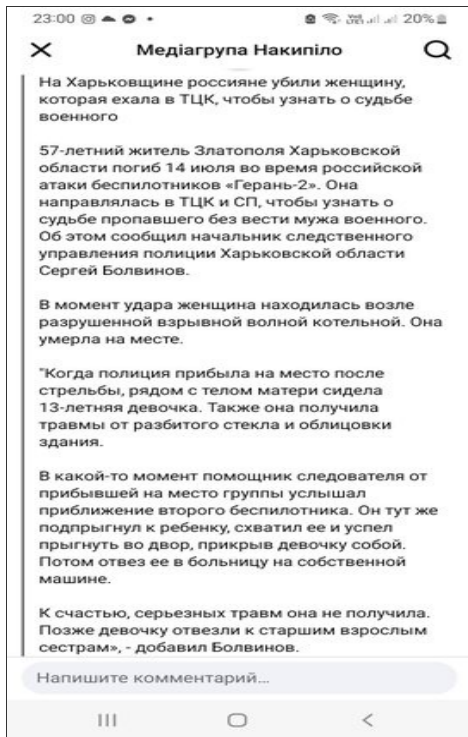 23:00
20%
Медіагрупа Накипіло
На Харьковщине россияне убили женщину,
которая ехала в ТЦК, чтобы узнать о судьбе
военного
57-летний житель Златополя Харьковской
области погиб 14 июля во время российской
атаки беспилотников «Герань-2». Она
направлялась в ТЦК и СП, чтобы узнать о
судьбе пропавшего без вести мужа военного.
Об этом сообщил начальник следственного
управления полиции Харьковской области
Сергей Болвинов.
В момент удара женщина находилась возле
разрушенной взрывной волной котельной. Она
умерла на месте.
"Когда полиция прибыла на место после
стрельбы, рядом с телом матери сидела
13-летняя девочка. Также она получила
травмы от разбитого стекла и облицовки
здания.
В какой-то момент помощник следователя от
прибывшей на место группы услышал
приближение второго беспилотника. Он тут же
подпрыгнул к ребенку, схватил ее и успел
прыгнуть во двор, прикрыв девочку собой.
Потом отвез ее в больницу на собственной
машине.
К счастью, серьезных травм она не получила.
Позже девочку отвезли к старшим взрослым
сестрам», - добавил Болвинов.
Напишите комментарий...